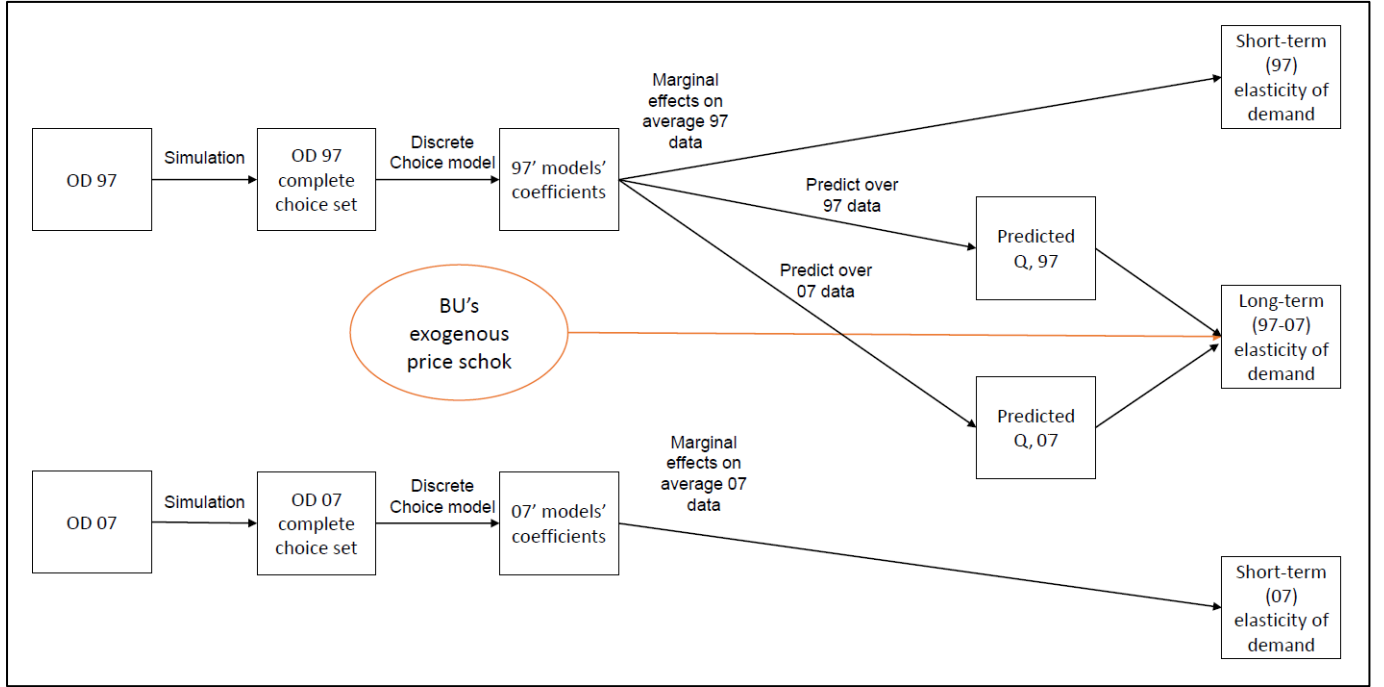 Short-term
(97)
elasticity of
demand
Marginal
effects on
average 97
data
OD 97
Simulation
OD 97
complete
choice set
Discrete
Choice model
97’ models’
coefficients
Predict over
97 data
Predicted
Q, 97
Predict over
07 data
BU’s
exogenous
price schok
Long-term
(97-07)
elasticity of
demand
Predicted
Q, 07
OD 07
Simulation
OD 07
complete
choice set
Discrete
Choice model
07’ models’
coefficients
Marginal
effects on
average 07
data
Short-term
(07)
elasticity of
demand